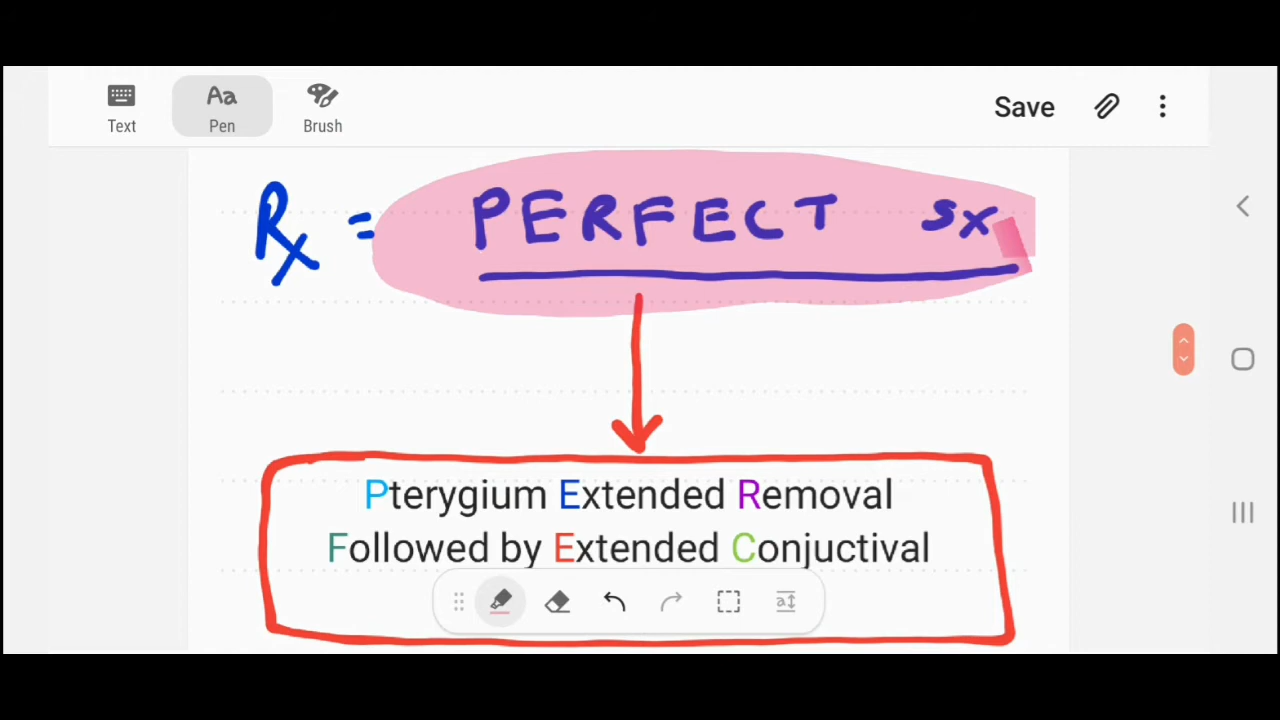 Text
Pen
Brush
Save
Rx = PERFECT sx
Pterygium Extended Removal
Followed by Extended Conjuctival